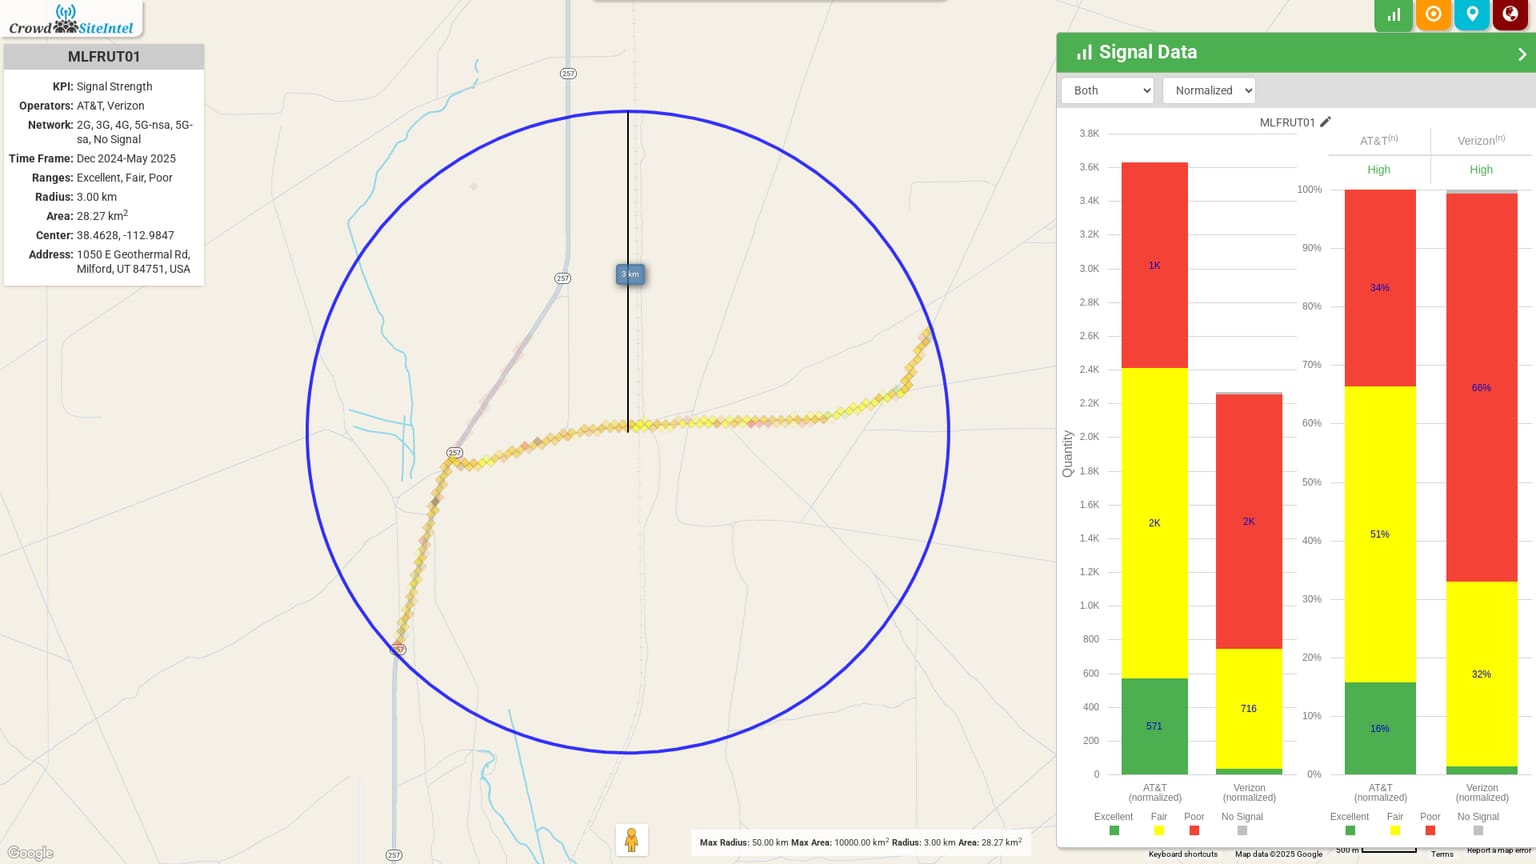 Crowd SiteIntel
MLFRUT01
KPI: Signal Strength
Operators: AT&T, Verizon
Network: 2G, 3G, 4G, 5G-nsa, 5G-
sa, No Signal
Time Frame: Dec 2024-May 2025
Ranges: Excellent, Fair, Poor
Radius: 3.00 km
Area: 28.27 km2
Center: 38.4628, -112.9847
Address: 1050 E Geothermal Rd,
Milford, UT 84751, USA
257
257
3 km
257
257
257
Google
Max Radius: 50.00 km Max Area: 10000.00 km2 Radius: 3.00 km Area: 28.27 km2
Signal Data
Both
Normalized
MLFRUT01
3.8K
3.6K
3.4K
3.2K
3.0K
2.8K
2.6K
2.4K
2.2K
2.0K
1.8K
1.6K
1.4K
1.2K
1.0K
800
600
400
200
0
Quantity
1K
2K
571
2K
716
AT&T
(normalized)
Verizon
(normalized)
Excellent Fair Poor No Signal
AT&T(n) Verizon(n)
High High
100%
90%
80%
70%
60%
50%
40%
30%
20%
10%
0%
34%
51%
16%
66%
32%
AT&T
(normalized)
Verizon
(normalized)
Excellent Fair Poor No Signal
Keyboard shortcuts Map data ©2025 Google 500 m Terms Report a map error